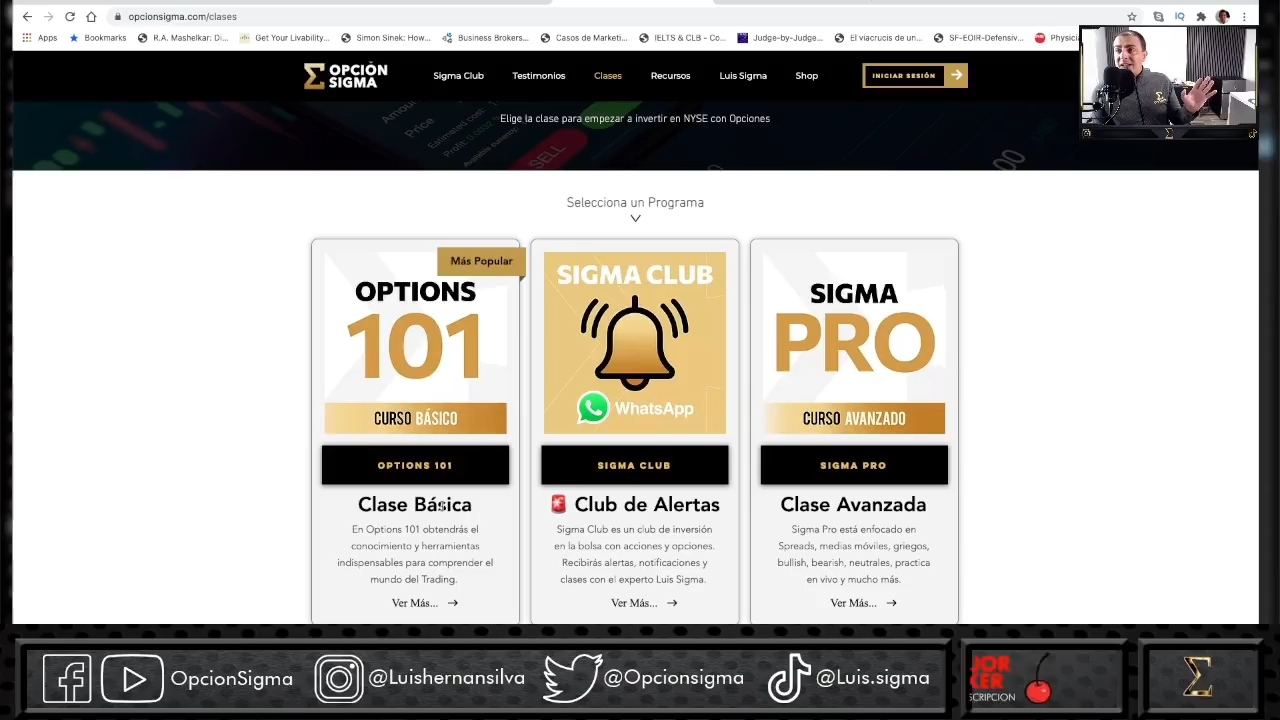 opcionsigma.com/clases
Apps
Bookmarks
R.A. Mashelkar: Di...
Get Your Livability...
Simon Sinek: How...
Business Brokers...
Casos de Marketi...
IELTS & CLB - Co...
Judge-by-Judge...
El viacrucis de un...
SF-EOIR-Defensiv...
OPCIÓN
SIGMA
Sigma Club
Testimonios
Clases
Recursos
Luis Sigma
Shop
INICIAR SESIÓN
Elige la clase para empezar a invertir en NYSE con Opciones
Price
SELL
Selecciona un Programa
Más Popular
OPTIONS
101
CURSO BÁSICO
OPTIONS 101
Clase Básica
En Options 101 obtendrás el
conocimiento y herramientas
indispensables para comprender el
mundo del Trading.
Ver Más...
SIGMA CLUB
WhatsApp
SIGMA CLUB
Club de Alertas
Sigma Club es un club de inversión
en la bolsa con acciones y opciones.
Recibirás alertas, notificaciones y
clases con el experto Luis Sigma.
Ver Más...
SIGMA
PRO
CURSO AVANZADO
SIGMA PRO
Clase Avanzada
Sigma Pro está enfocado en
Spreads, medias móviles, griegos,
bullish, bearish, neutrales, practica
en vivo y mucho más.
Ver Más...
OpcionSigma
@Luishernansilva
@Opcionsigma
@Luis.sigma